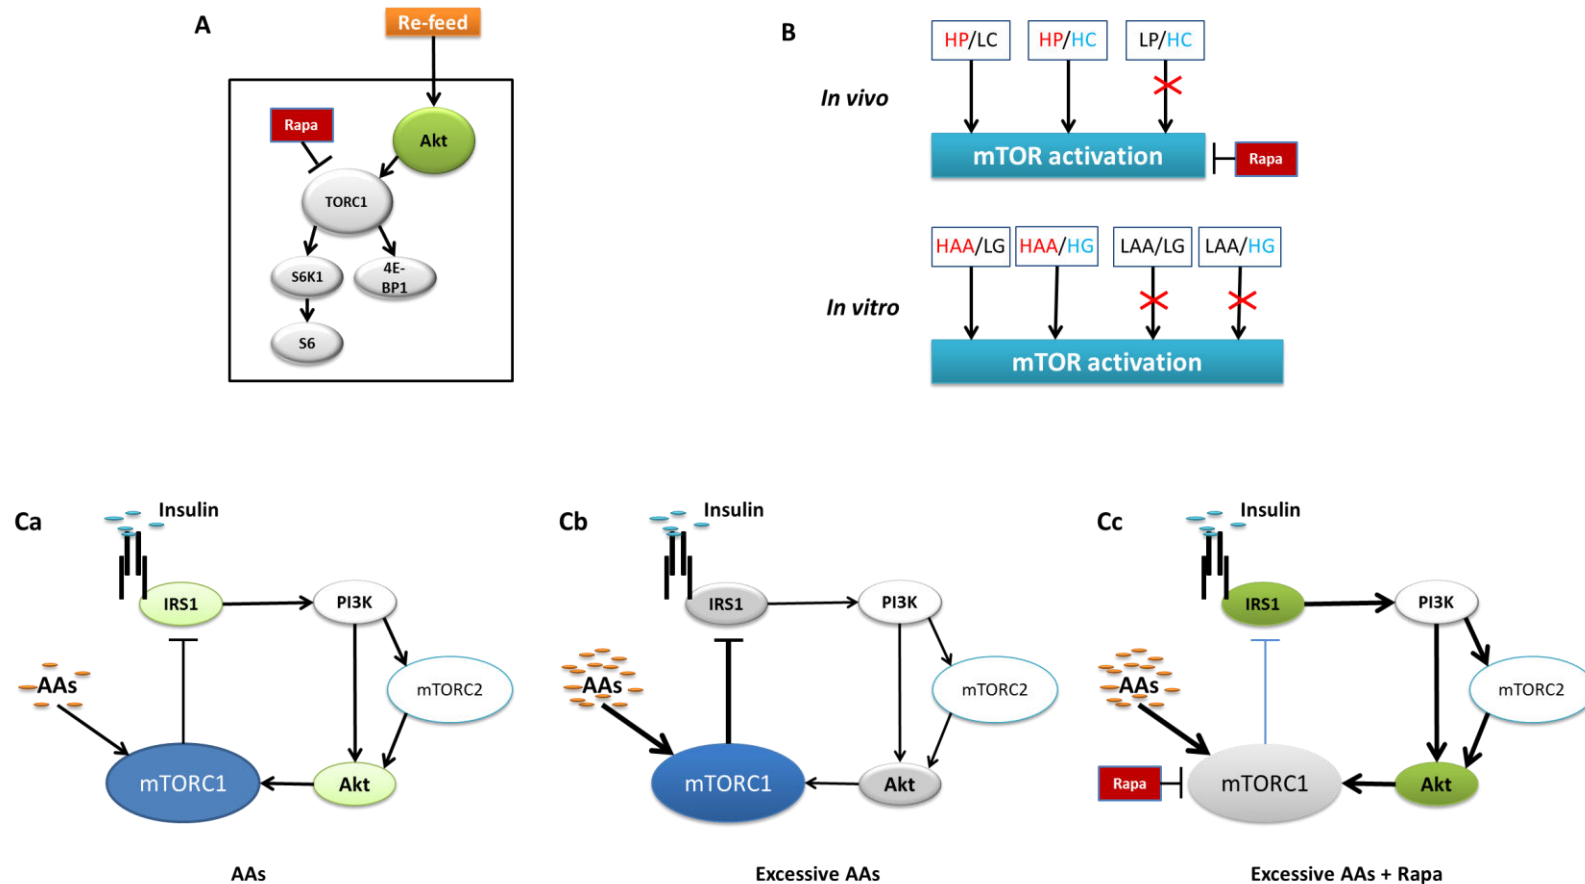 A
Re-feed
Rapa
Akt
TORC1
S6K1
4E-
BP1
S6
B
HP/LC
HP/HC
LP/HC
In vivo
mTOR activation
Rapa
HAA/LG
HAA/HG
LAA/LG
LAA/HG
In vitro
mTOR activation
Ca
Insulin
IRS1
PI3K
AAs
mTORC2
mTORC1
Akt
AAs
Cb
Insulin
IRS1
PI3K
AAs
mTORC2
mTORC1
Akt
Excessive AAs
Cc
Insulin
IRS1
PI3K
AAs
mTORC2
Rapa
mTORC1
Akt
Excessive AAs + Rapa